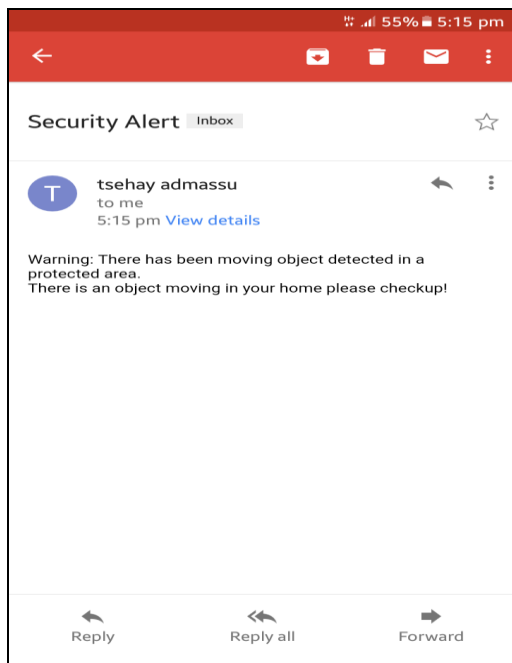 55% 5:15 pm
Security Alert Inbox
T
tsehay admassu
to me
5:15 pm View details
Warning: There has been moving object detected in a
protected area.
There is an object moving in your home please checkup!
Reply Reply all Forward